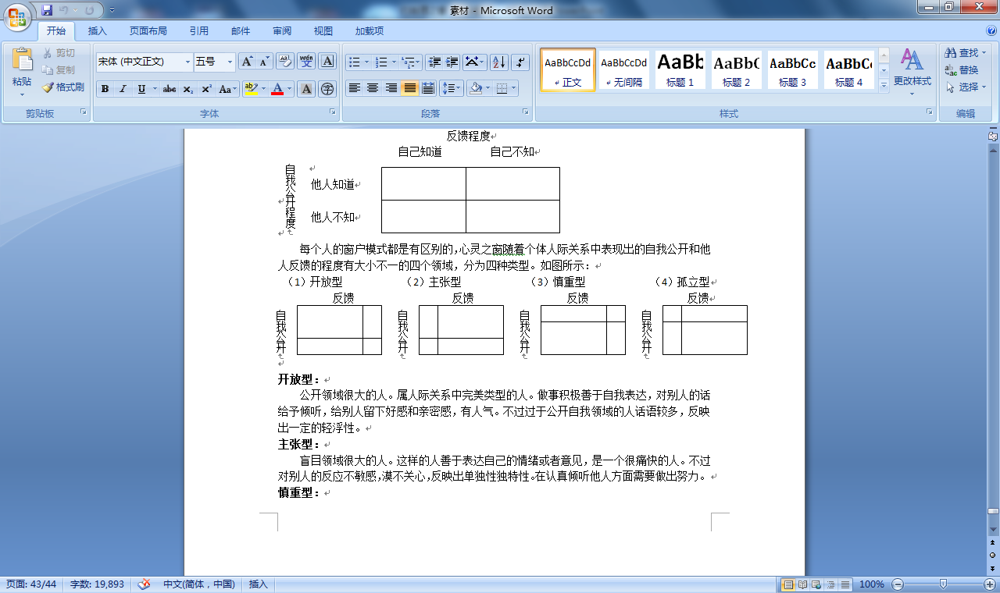 素材 - Microsoft Word
开始 插入 页面布局 引用 邮件 审阅 视图 加载项
粘贴 剪切
复制
格式刷
剪贴板
宋体 (中文正文) 五号
字体
段落
AaBbCcDd AaBbCcDd AaBb AaBbC AaBbCc AaBbCc
正文 无间隔 标题 1 标题 2 标题 3 标题 4
更改样式
样式
查找
替换
选择
编辑
反馈程度
自己知道 自己不知
自我公开程度
他人知道
他人不知
每个人的窗户模式都是有区别的,心灵之窗随着个体人际关系中表现出的自我公开和他
人反馈的程度有大小不一的四个领域，分为四种类型。如图所示：
（1）开放型 （2）主张型 （3）慎重型 （4）孤立型
反馈 反馈 反馈 反馈
自我公开 自我公开 自我公开 自我公开
开放型：
公开领域很大的人。属人际关系中完美类型的人。做事积极善于自我表达，对别人的话
给予倾听，给别人留下好感和亲密感，有人气。不过过于公开自我领域的人话语较多，反映
出一定的轻浮性。
主张型：
盲目领域很大的人。这样的人善于表达自己的情绪或者意见，是一个很痛快的人。不过
对别人的反应不敏感,漠不关心,反映出单独性独特性。在认真倾听他人方面需要做出努力。
慎重型：
页面: 43/44 字数: 19,893 中文(简体，中国) 插入 100%